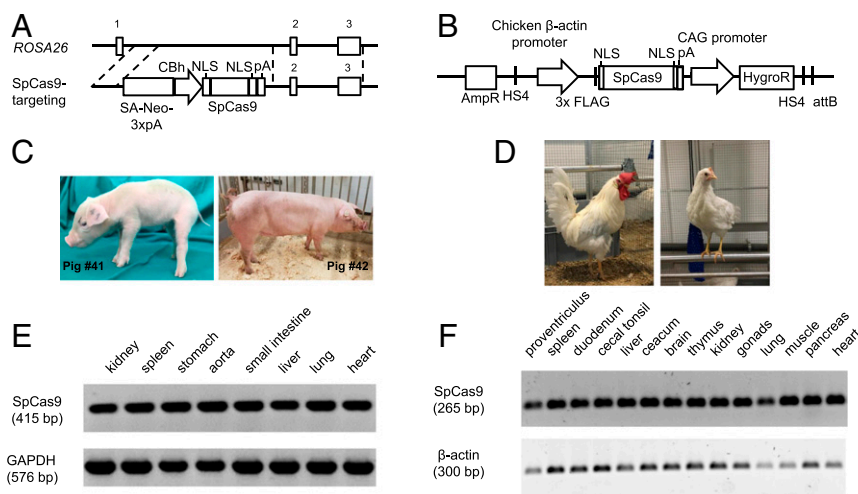 A
1 2 3
ROSA26
CBh NLS NLS pA 2 3
SpCas9-
targeting
SA-Neo-
3xpA
SpCas9
B
Chicken β-actin
promoter
CAG promoter
NLS NLS pA
SpCas9 HygroR
AmpR HS4 3x FLAG HS4 attB
C
Pig #41
Pig #42
D
E
kidney spleen stomach aorta small intestine liver lung heart
SpCas9
(415 bp)
GAPDH
(576 bp)
F
proventriculus spleen duodenum cecal tonsil liver ceacum brain thymus kidney gonads lung muscle pancreas heart
SpCas9
(265 bp)
β-actin
(300 bp)